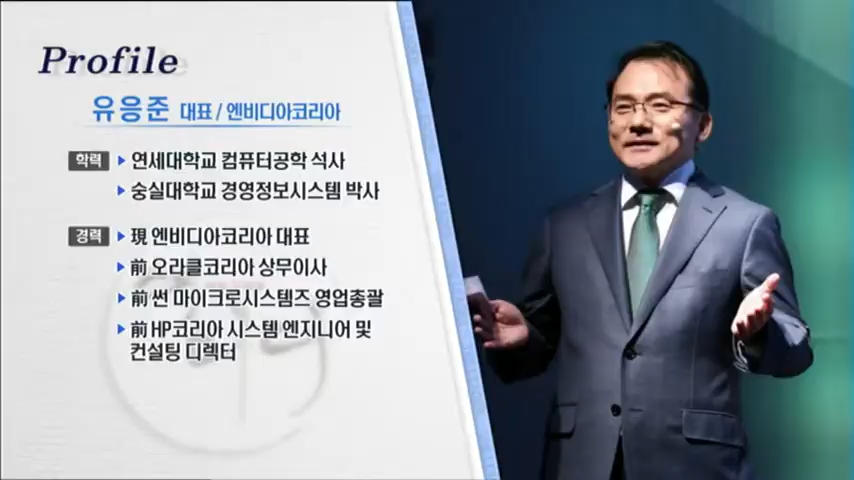 Profile
유응준 대표 / 엔비디아코리아
학력 ▶ 연세대학교 컴퓨터공학 석사
▶ 숭실대학교 경영정보시스템 박사
경력 ▶ 現 엔비디아코리아 대표
▶ 前 오라클코리아 상무이사
▶ 前 썬 마이크로시스템즈 영업총괄
▶ 前 HP코리아 시스템 엔지니어 및
컨설팅 디렉터